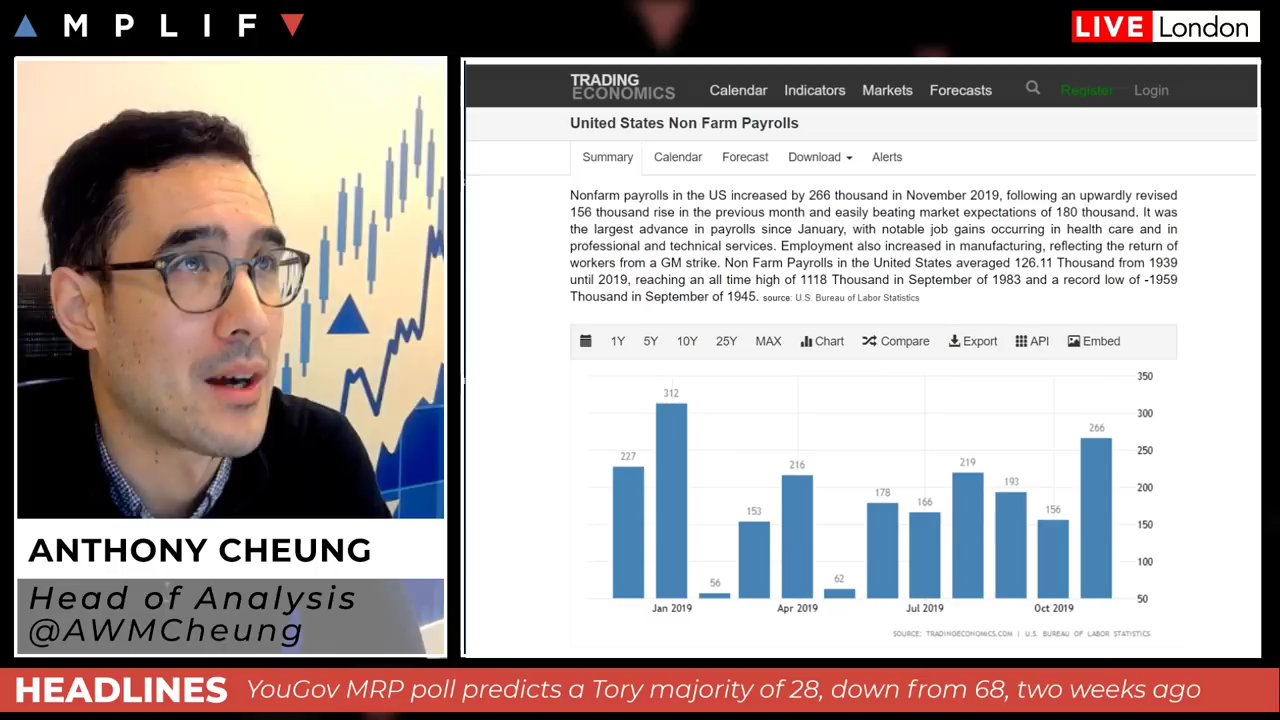 AMPLIFY
LIVE London
TRADING
ECONOMICS
Calendar Indicators Markets Forecasts Register Login
United States Non Farm Payrolls
Summary Calendar Forecast Download Alerts
Nonfarm payrolls in the US increased by 266 thousand in November 2019, following an upwardly revised
156 thousand rise in the previous month and easily beating market expectations of 180 thousand. It was
the largest advance in payrolls since January, with notable job gains occurring in health care and in
professional and technical services. Employment also increased in manufacturing, reflecting the return of
workers from a GM strike. Non Farm Payrolls in the United States averaged 126.11 Thousand from 1939
until 2019, reaching an all time high of 1118 Thousand in September of 1983 and a record low of -1959
Thousand in September of 1945. source: U.S. Bureau of Labor Statistics
1Y 5Y 10Y 25Y MAX Chart Compare Export API Embed
350
312
300
266
250
227
216
219
200
193
178
166
153
156
150
100
56
62
50
Jan 2019 Apr 2019 Jul 2019 Oct 2019
SOURCE: TRADINGECONOMICS.COM | U.S. BUREAU OF LABOR STATISTICS
ANTHONY CHEUNG
Head of Analysis
@AWMCheung
HEADLINES YouGov MRP poll predicts a Tory majority of 28, down from 68, two weeks ago